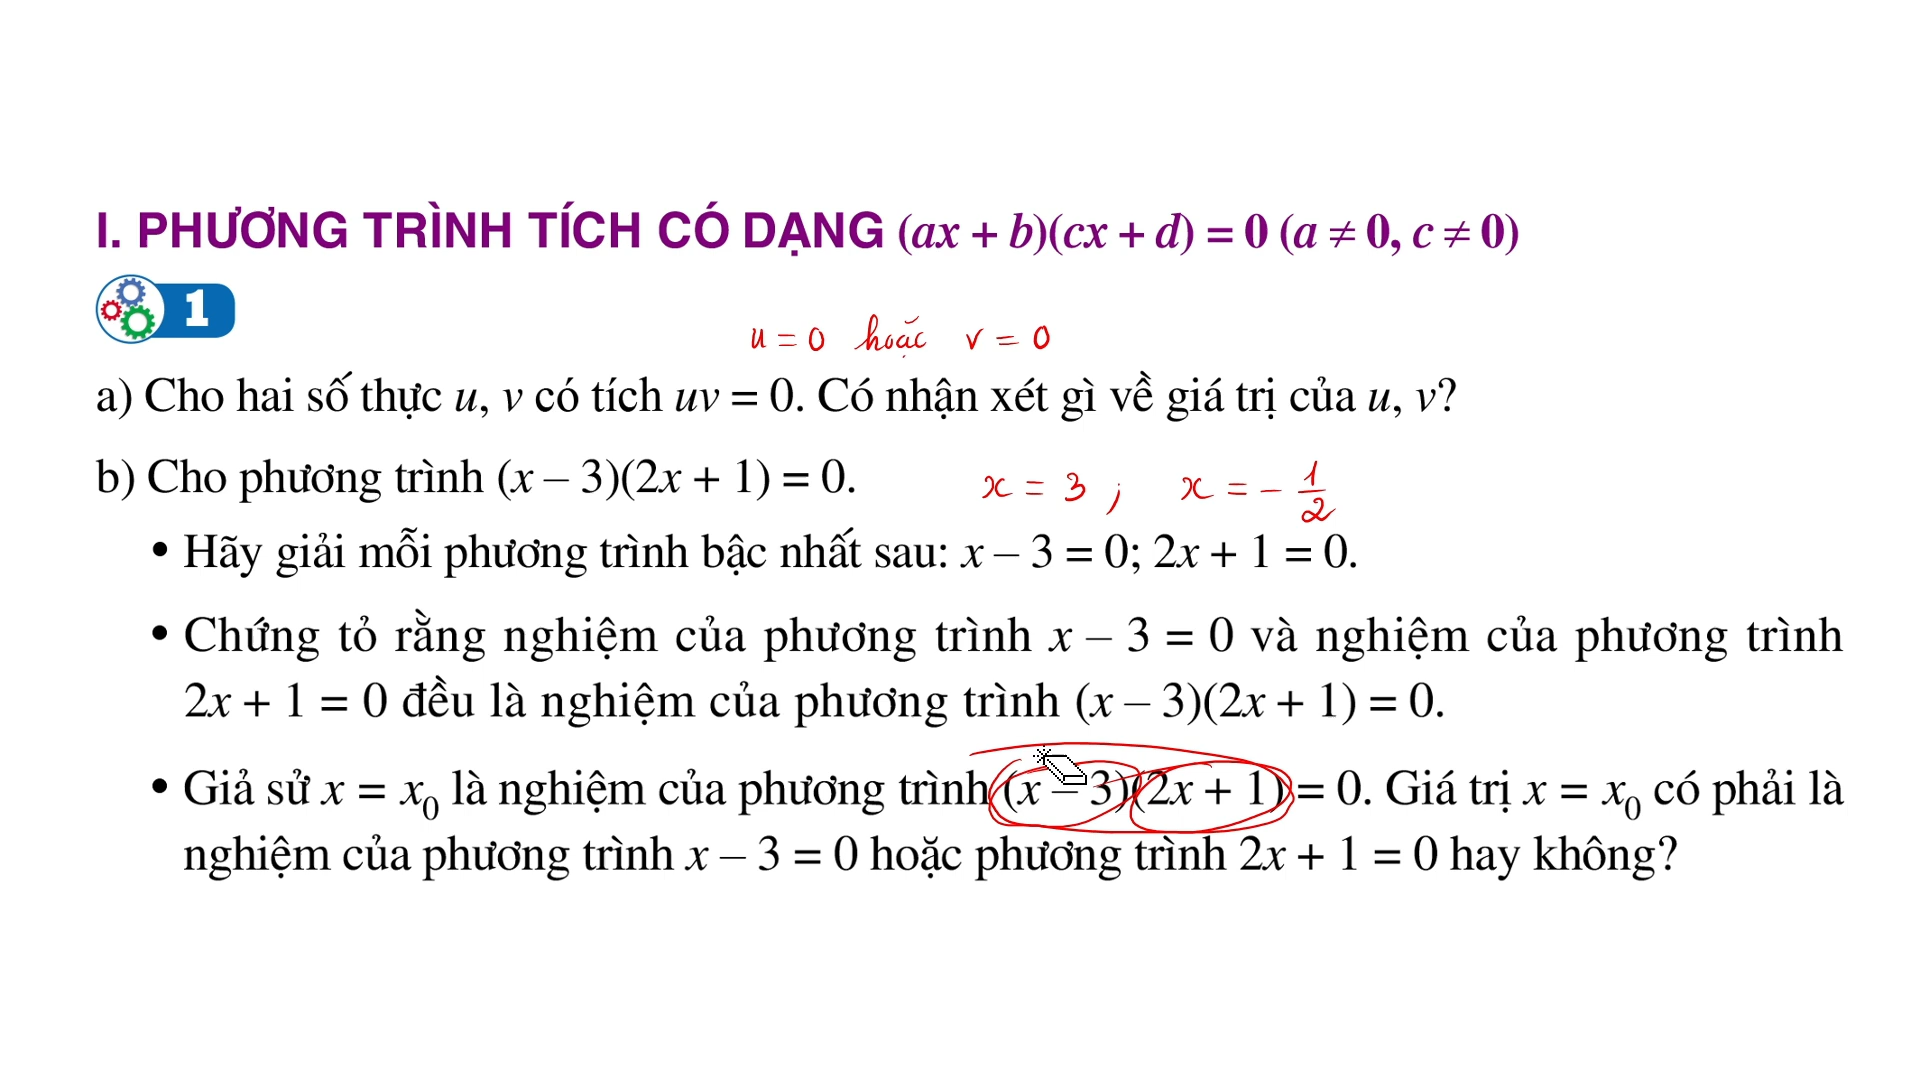 I. PHƯƠNG TRÌNH TÍCH CÓ DẠNG (ax + b)(cx + d) = 0 (a ≠ 0, c ≠ 0)
1
u = 0 hoặc v = 0
a) Cho hai số thực u, v có tích uv = 0. Có nhận xét gì về giá trị của u, v?
b) Cho phương trình (x – 3)(2x + 1) = 0.
x = 3 ; x = - 1/2
• Hãy giải mỗi phương trình bậc nhất sau: x – 3 = 0; 2x + 1 = 0.
• Chứng tỏ rằng nghiệm của phương trình x – 3 = 0 và nghiệm của phương trình
2x + 1 = 0 đều là nghiệm của phương trình (x – 3)(2x + 1) = 0.
• Giả sử x = x₀ là nghiệm của phương trình (x – 3)(2x + 1) = 0. Giá trị x = x₀ có phải là
nghiệm của phương trình x – 3 = 0 hoặc phương trình 2x + 1 = 0 hay không?